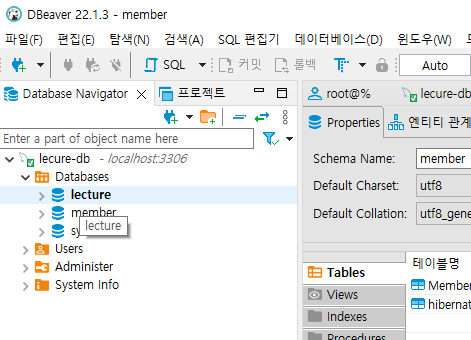 DBeaver 22.1.3 - member
파일(F) 편집(E) 탐색(N) 검색(A) SQL 편집기 데이터베이스(D) 윈도우(W)
SQL 커밋 롤백 Auto
Database Navigator 프로젝트
Enter a part of object name here
lecure-db - localhost:3306
Databases
lecture
member
lecture
sy
Users
Administer
System Info
root@% lecure-db
Properties 엔티티 관계
Schema Name: member
Default Charset: utf8
Default Collation: utf8_gene
Tables
Views
Indexes
Procedures
테이블명
Member
hibernat